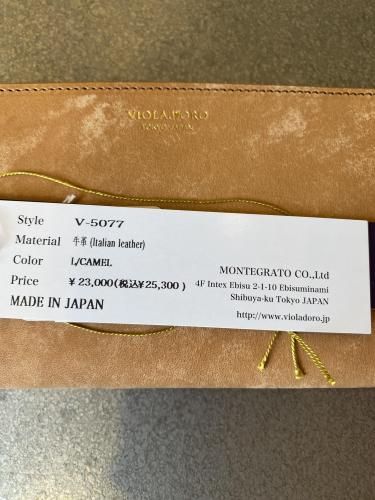 VIOLAd'ORO
TOKYO JAPAN
Style V-5077
Material 牛革 (Italian leather)
Color L/CAMEL
Price ¥ 23,000(税込¥25,300 )
MADE IN JAPAN
MONTEGRATO CO.,Ltd
4F Intex Ebisu 2-1-10 Ebisuminami
Shibuya-ku Tokyo JAPAN
http://www.violadoro.jp